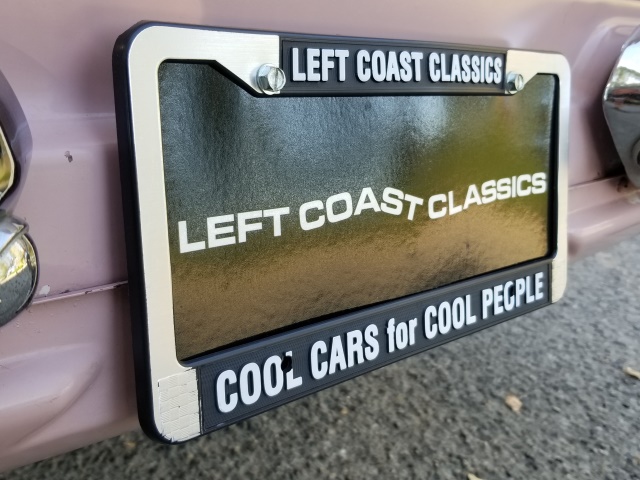 LEFT COAST CLASSICS
LEFT COAST CLASSICS
COOL CARS for COOL PEOPLE